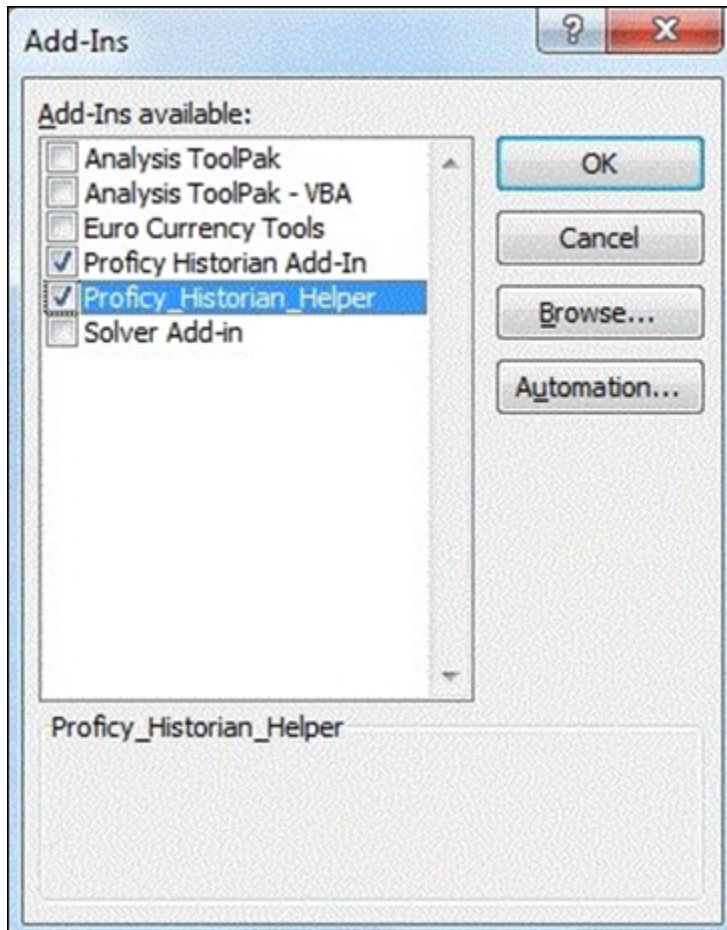 Add-Ins
Add-Ins available:
Analysis ToolPak
Analysis ToolPak - VBA
Euro Currency Tools
Proficy Historian Add-In
Proficy_Historian_Helper
Solver Add-in
OK
Cancel
Browse...
Automation...
Proficy_Historian_Helper